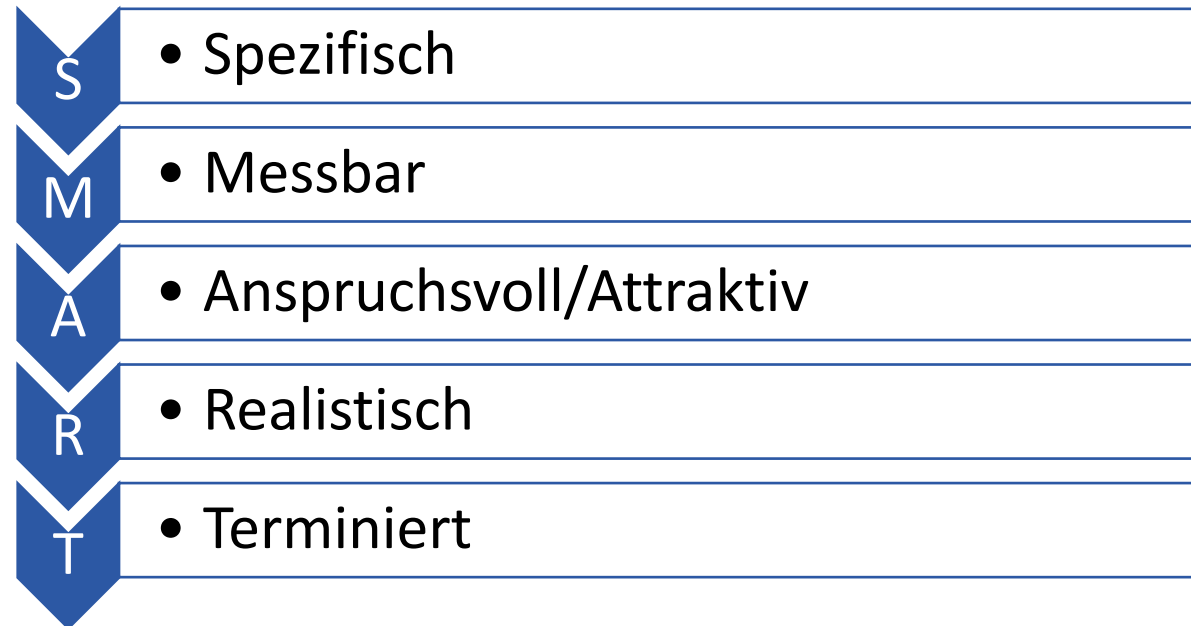 S
• Spezifisch
M
• Messbar
A
• Anspruchsvoll/Attraktiv
R
• Realistisch
T
• Terminiert